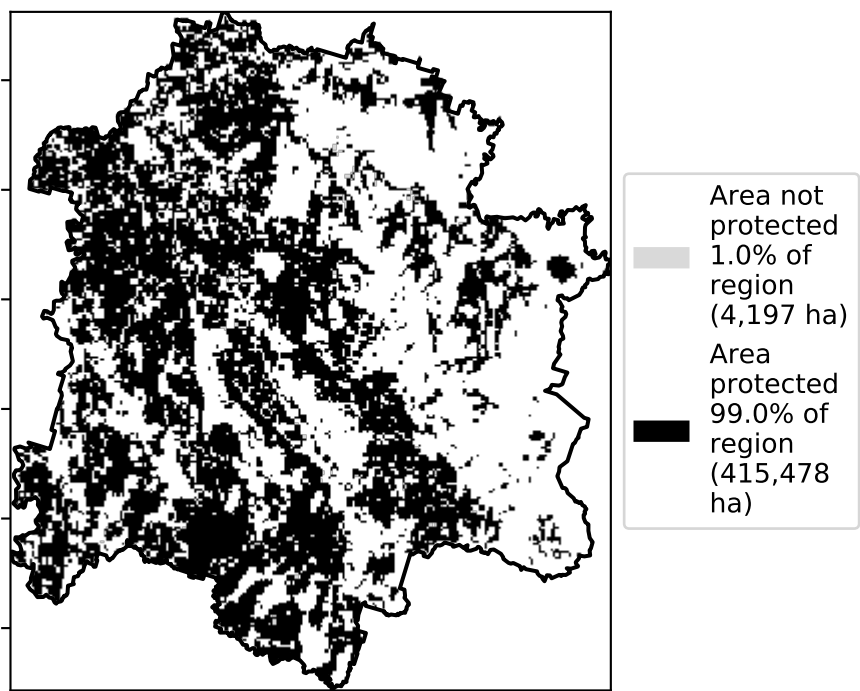 Area not
protected
1.0% of
region
(4,197 ha)
Area
protected
99.0% of
region
(415,478
ha)